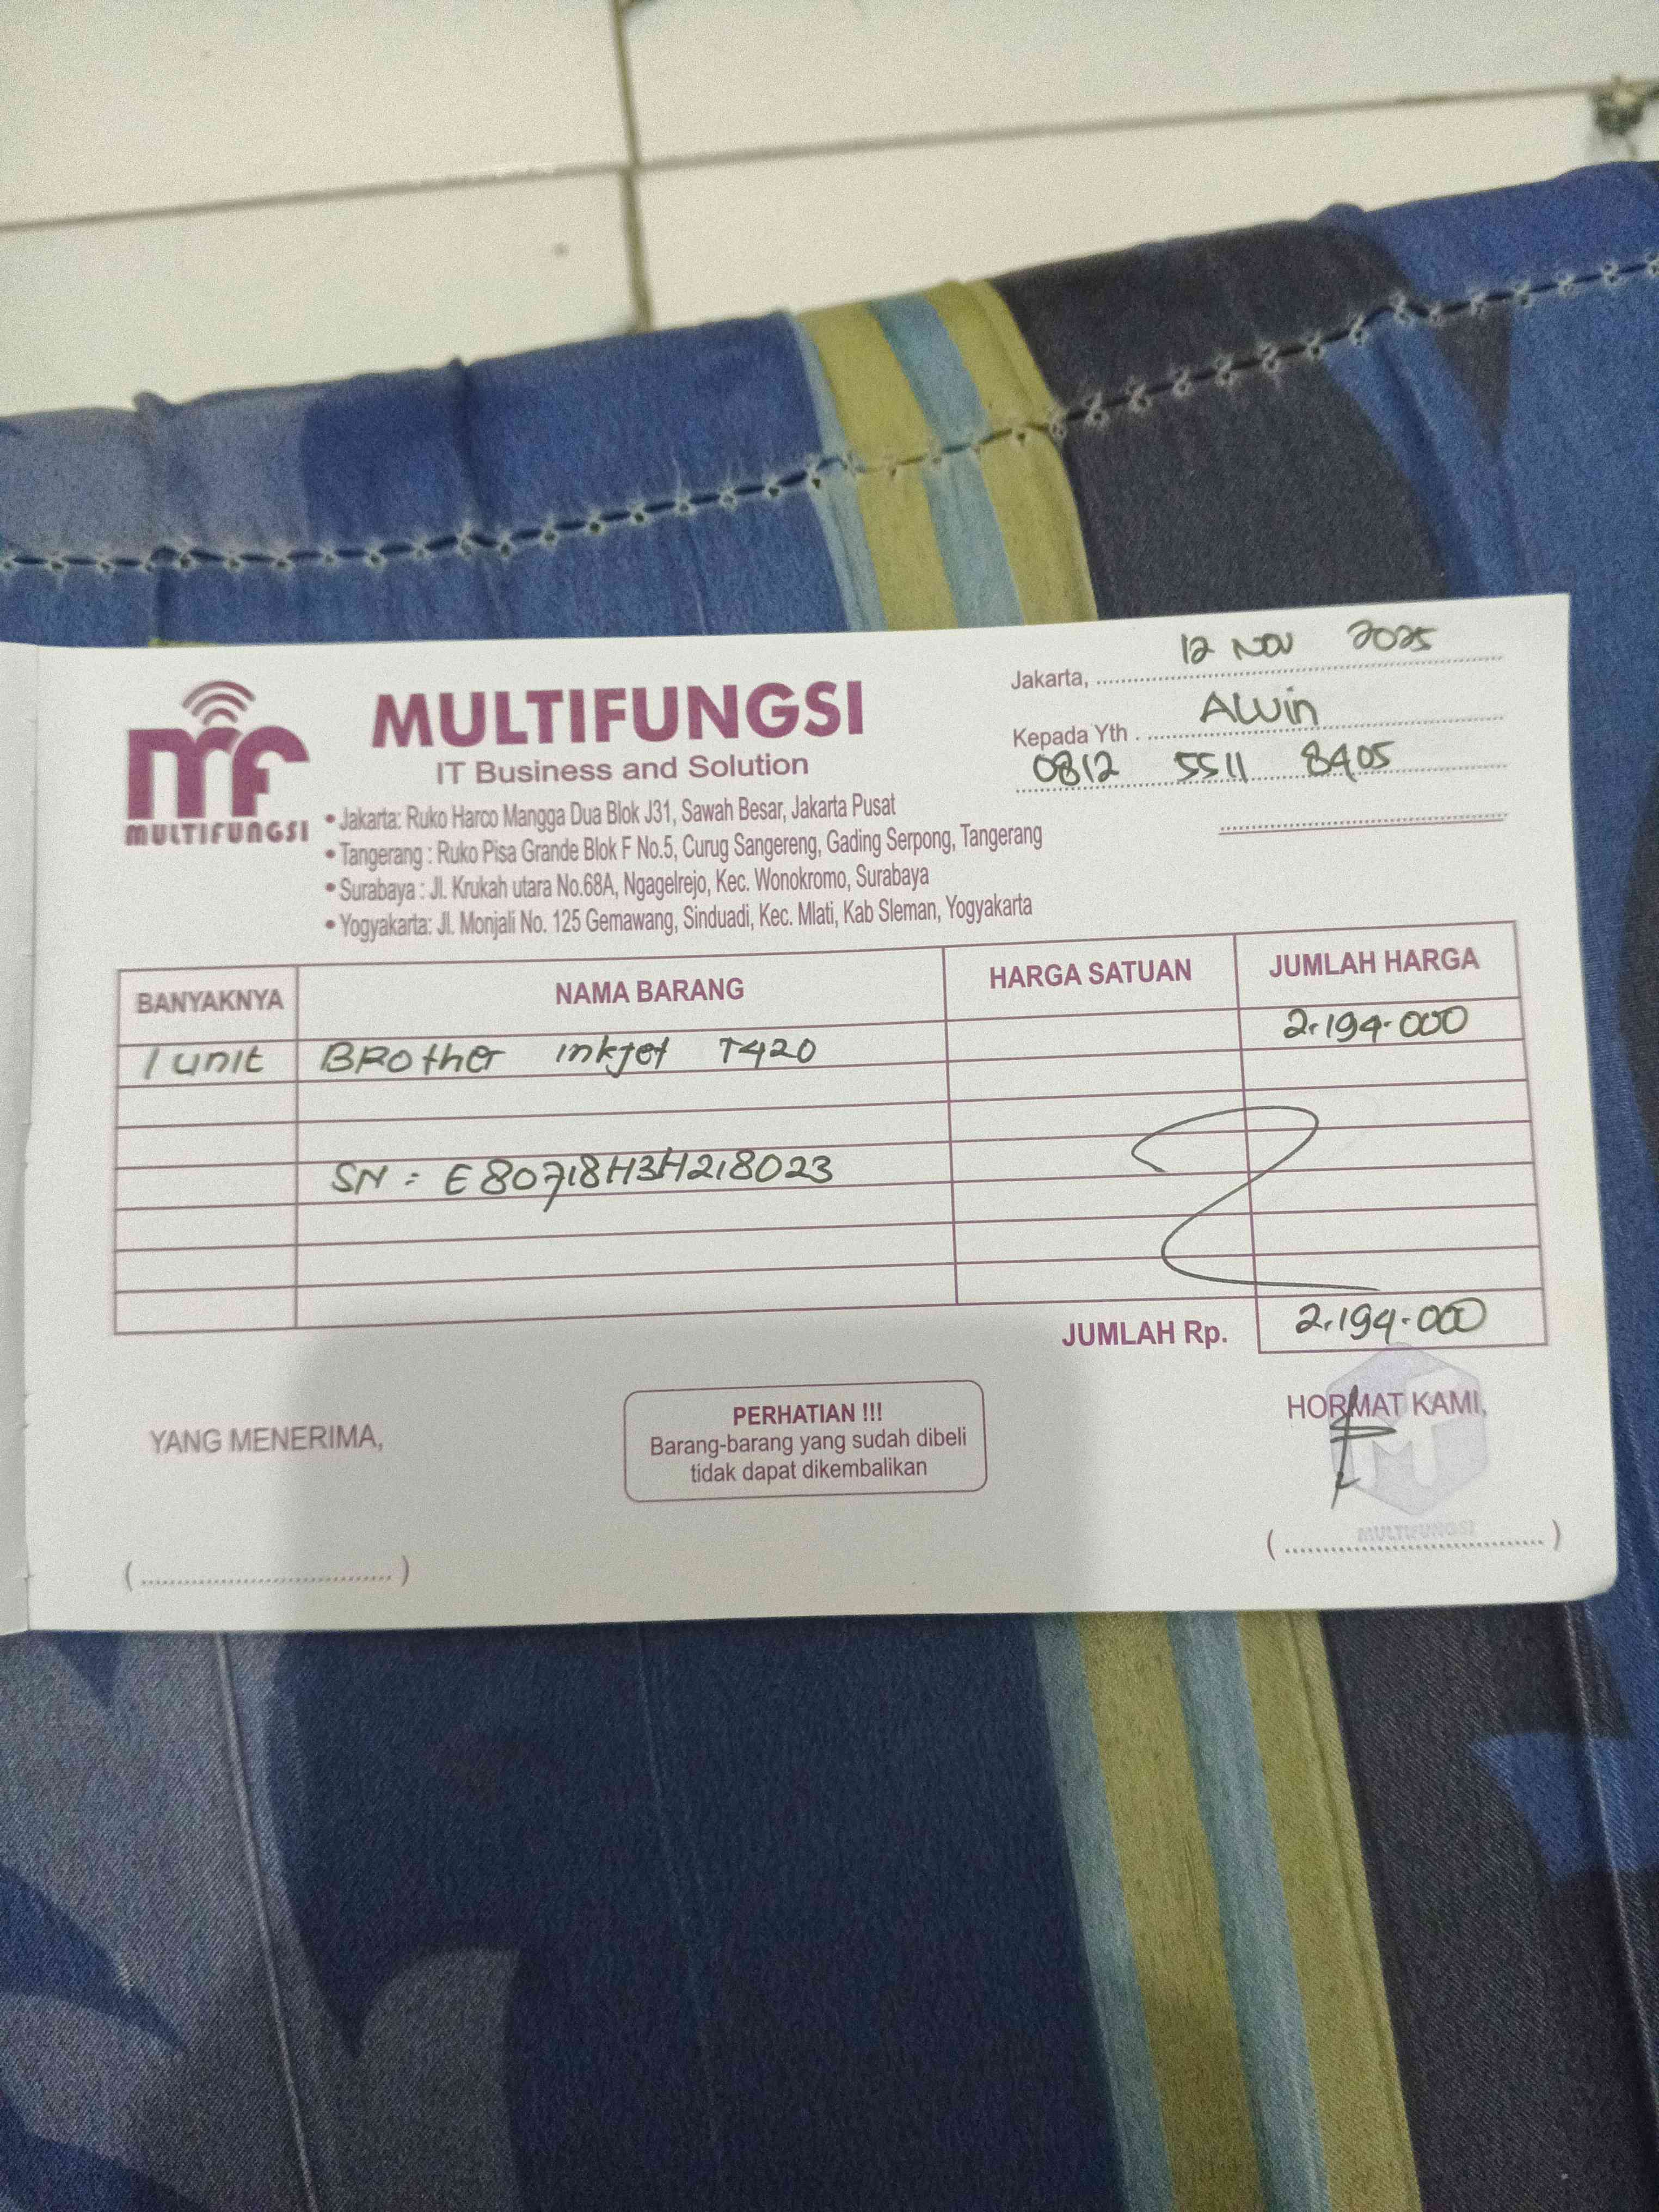 mf
MULTIFUNGSI
MULTIFUNGSI
IT Business and Solution
• Jakarta: Ruko Harco Mangga Dua Blok J31, Sawah Besar, Jakarta Pusat
• Tangerang : Ruko Pisa Grande Blok F No.5, Curug Sangereng, Gading Serpong, Tangerang
• Surabaya : Jl. Krukah utara No.68A, Ngagelrejo, Kec. Wonokromo, Surabaya
• Yogyakarta: Jl. Monjali No. 125 Gemawang, Sinduadi, Kec. Mlati, Kab Sleman, Yogyakarta
Jakarta, 12 NOV 2025
Kepada Yth . Alvin
0812 5511 8405
BANYAKNYA NAMA BARANG HARGA SATUAN JUMLAH HARGA
1 unit BRother inkjet T420 2.194.000
SN : E80718H3H218023
JUMLAH Rp. 2.194.000
YANG MENERIMA,
PERHATIAN !!!
Barang-barang yang sudah dibeli
tidak dapat dikembalikan
HORMAT KAMI,
MULTIFUNGSI